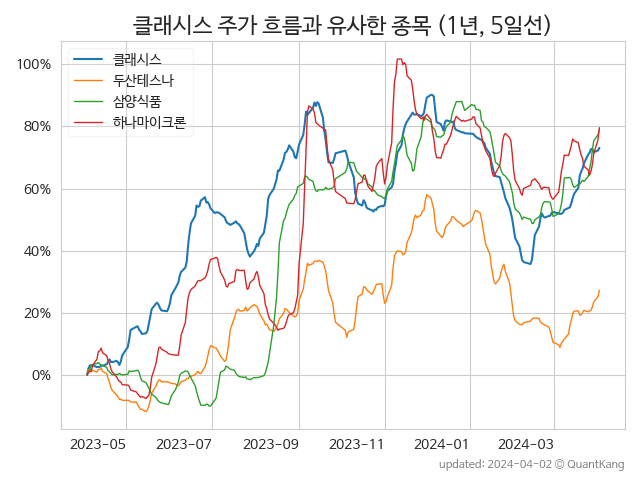 클래시스 주가 흐름과 유사한 종목 (1년, 5일선)
클래시스
두산테스나
삼양식품
하나마이크론
100%
80%
60%
40%
20%
0%
2023-05 2023-07 2023-09 2023-11 2024-01 2024-03
updated: 2024-04-02 © QuantKang